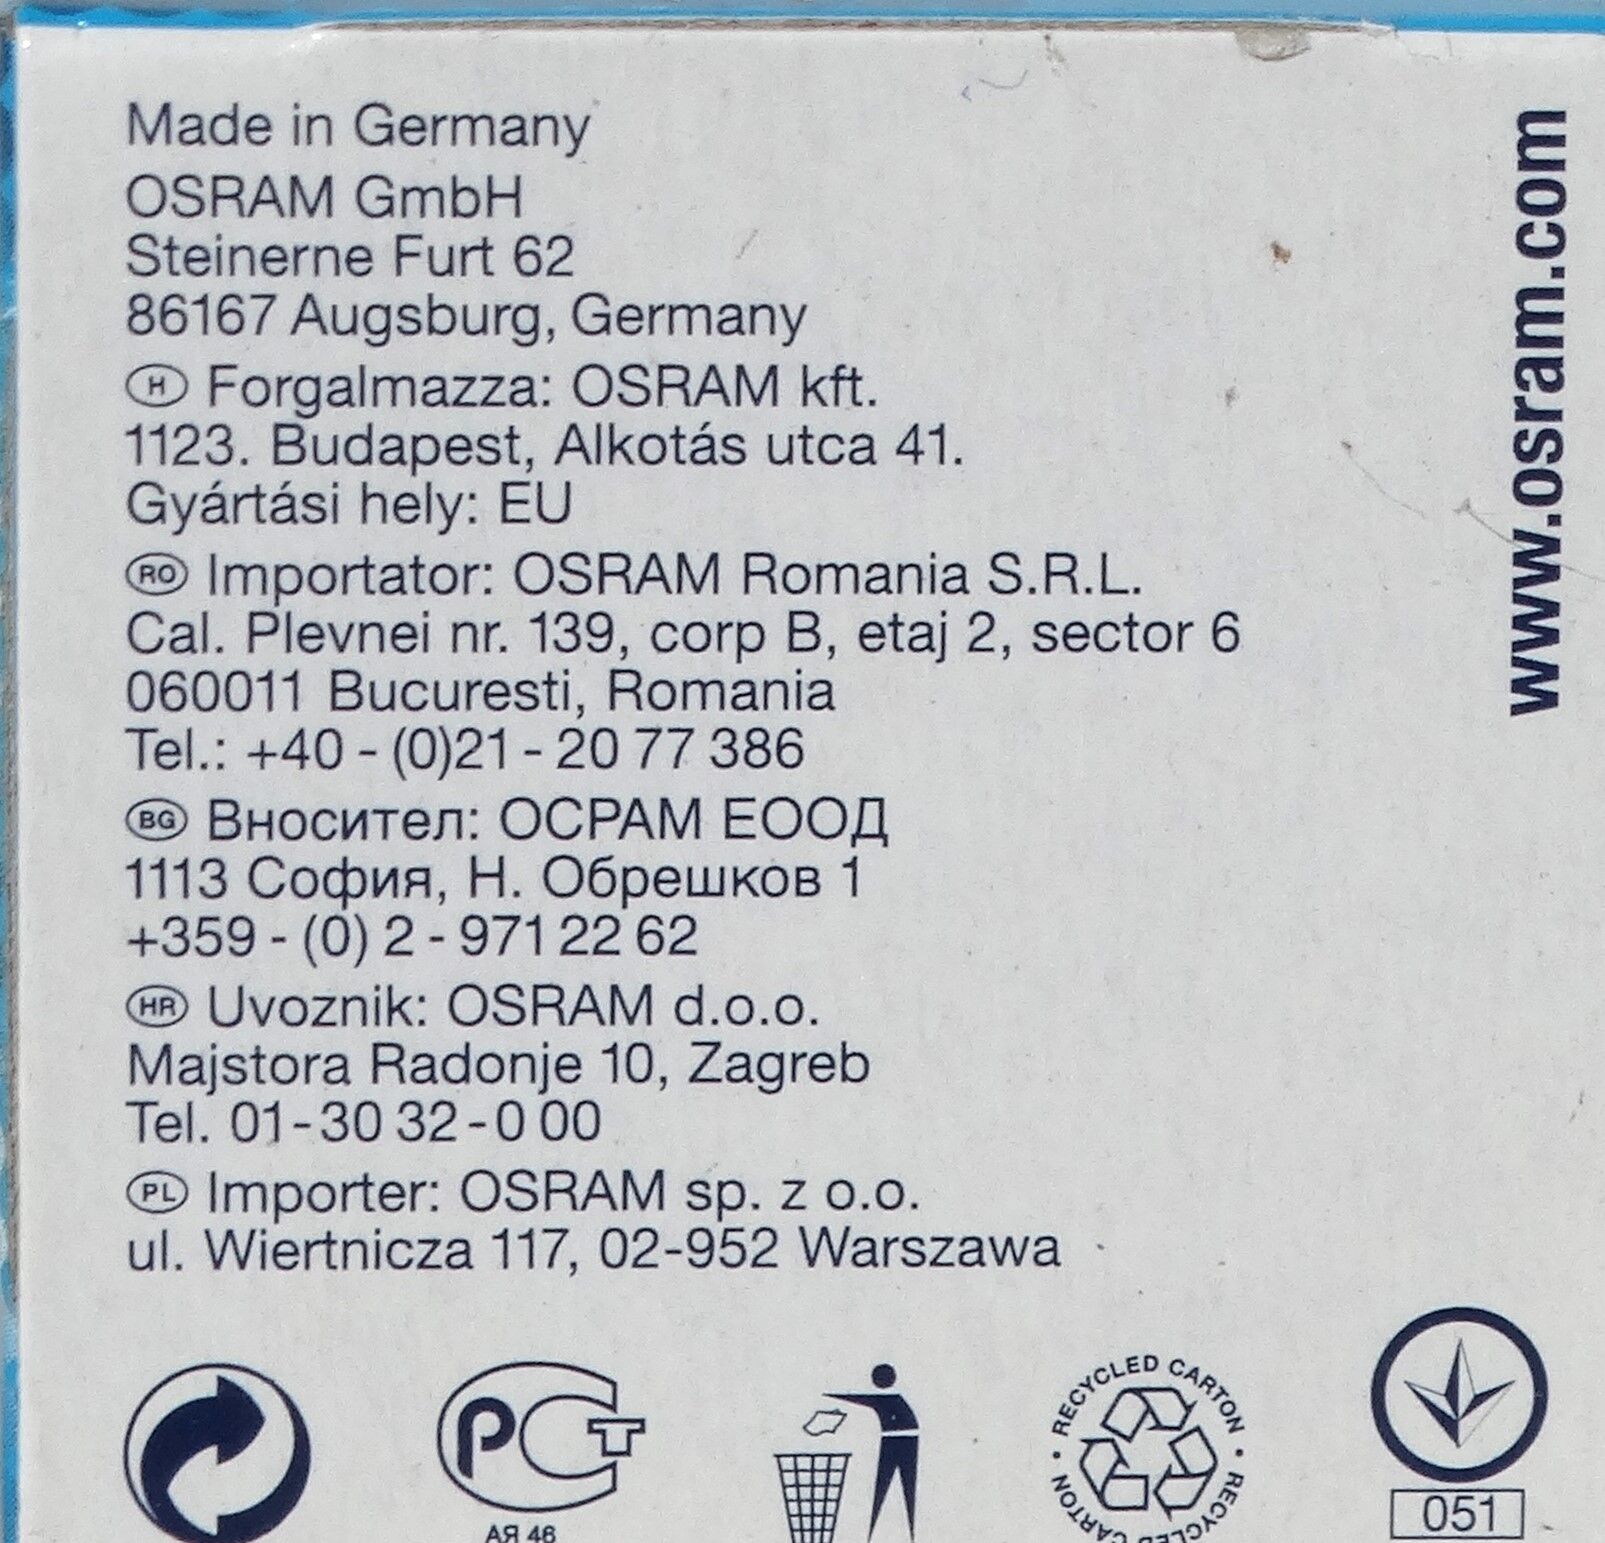 Made in Germany
OSRAM GmbH
Steinerne Furt 62
86167 Augsburg, Germany
H Forgalmazza: OSRAM kft.
1123. Budapest, Alkotás utca 41.
Gyártási hely: EU
RO Importator: OSRAM Romania S.R.L.
Cal. Plevnei nr. 139, corp B, etaj 2, sector 6
060011 Bucuresti, Romania
Tel.: +40 - (0)21 - 20 77 386
BG Вносител: ОСРАМ ЕООД
1113 София, Н. Обрешков 1
+359 - (0) 2 - 971 22 62
HR Uvoznik: OSRAM d.o.o.
Majstora Radonje 10, Zagreb
Tel. 01-30 32-0 00
PL Importer: OSRAM sp. z o.o.
ul. Wiertnicza 117, 02-952 Warszawa
www.osram.com
РСТ
АЯ 46
RECYCLED CARTON • RECYCLED CARTON •
051